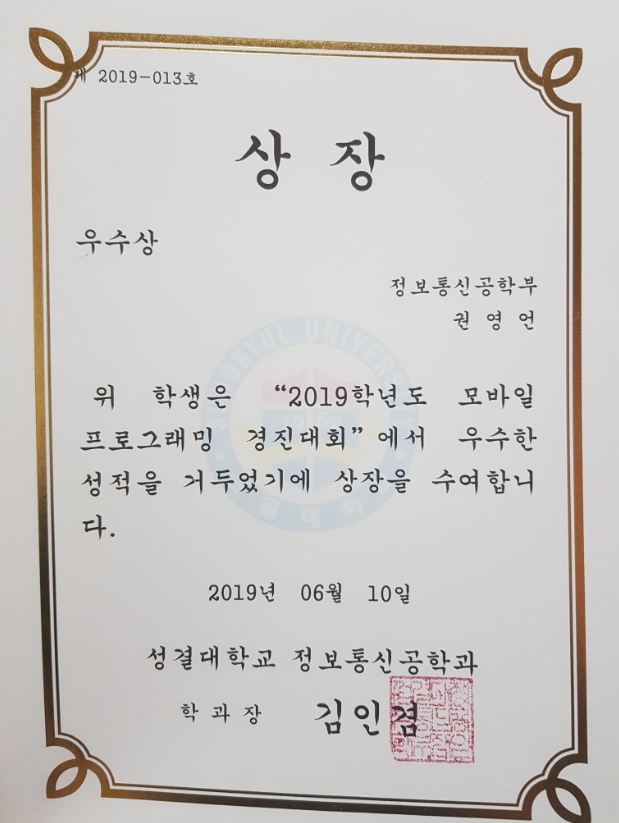 제 2019-013호
상 장
우수상
정보통신공학부
권 영 언
위 학생은 “2019학년도 모바일
프로그래밍 경진대회”에서 우수한
성적을 거두었기에 상장을 수여합니
다.
2019년 06월 10일
성결대학교 정보통신공학과
학 과 장 김인겸
SUNGKYUL UNIVERSITY